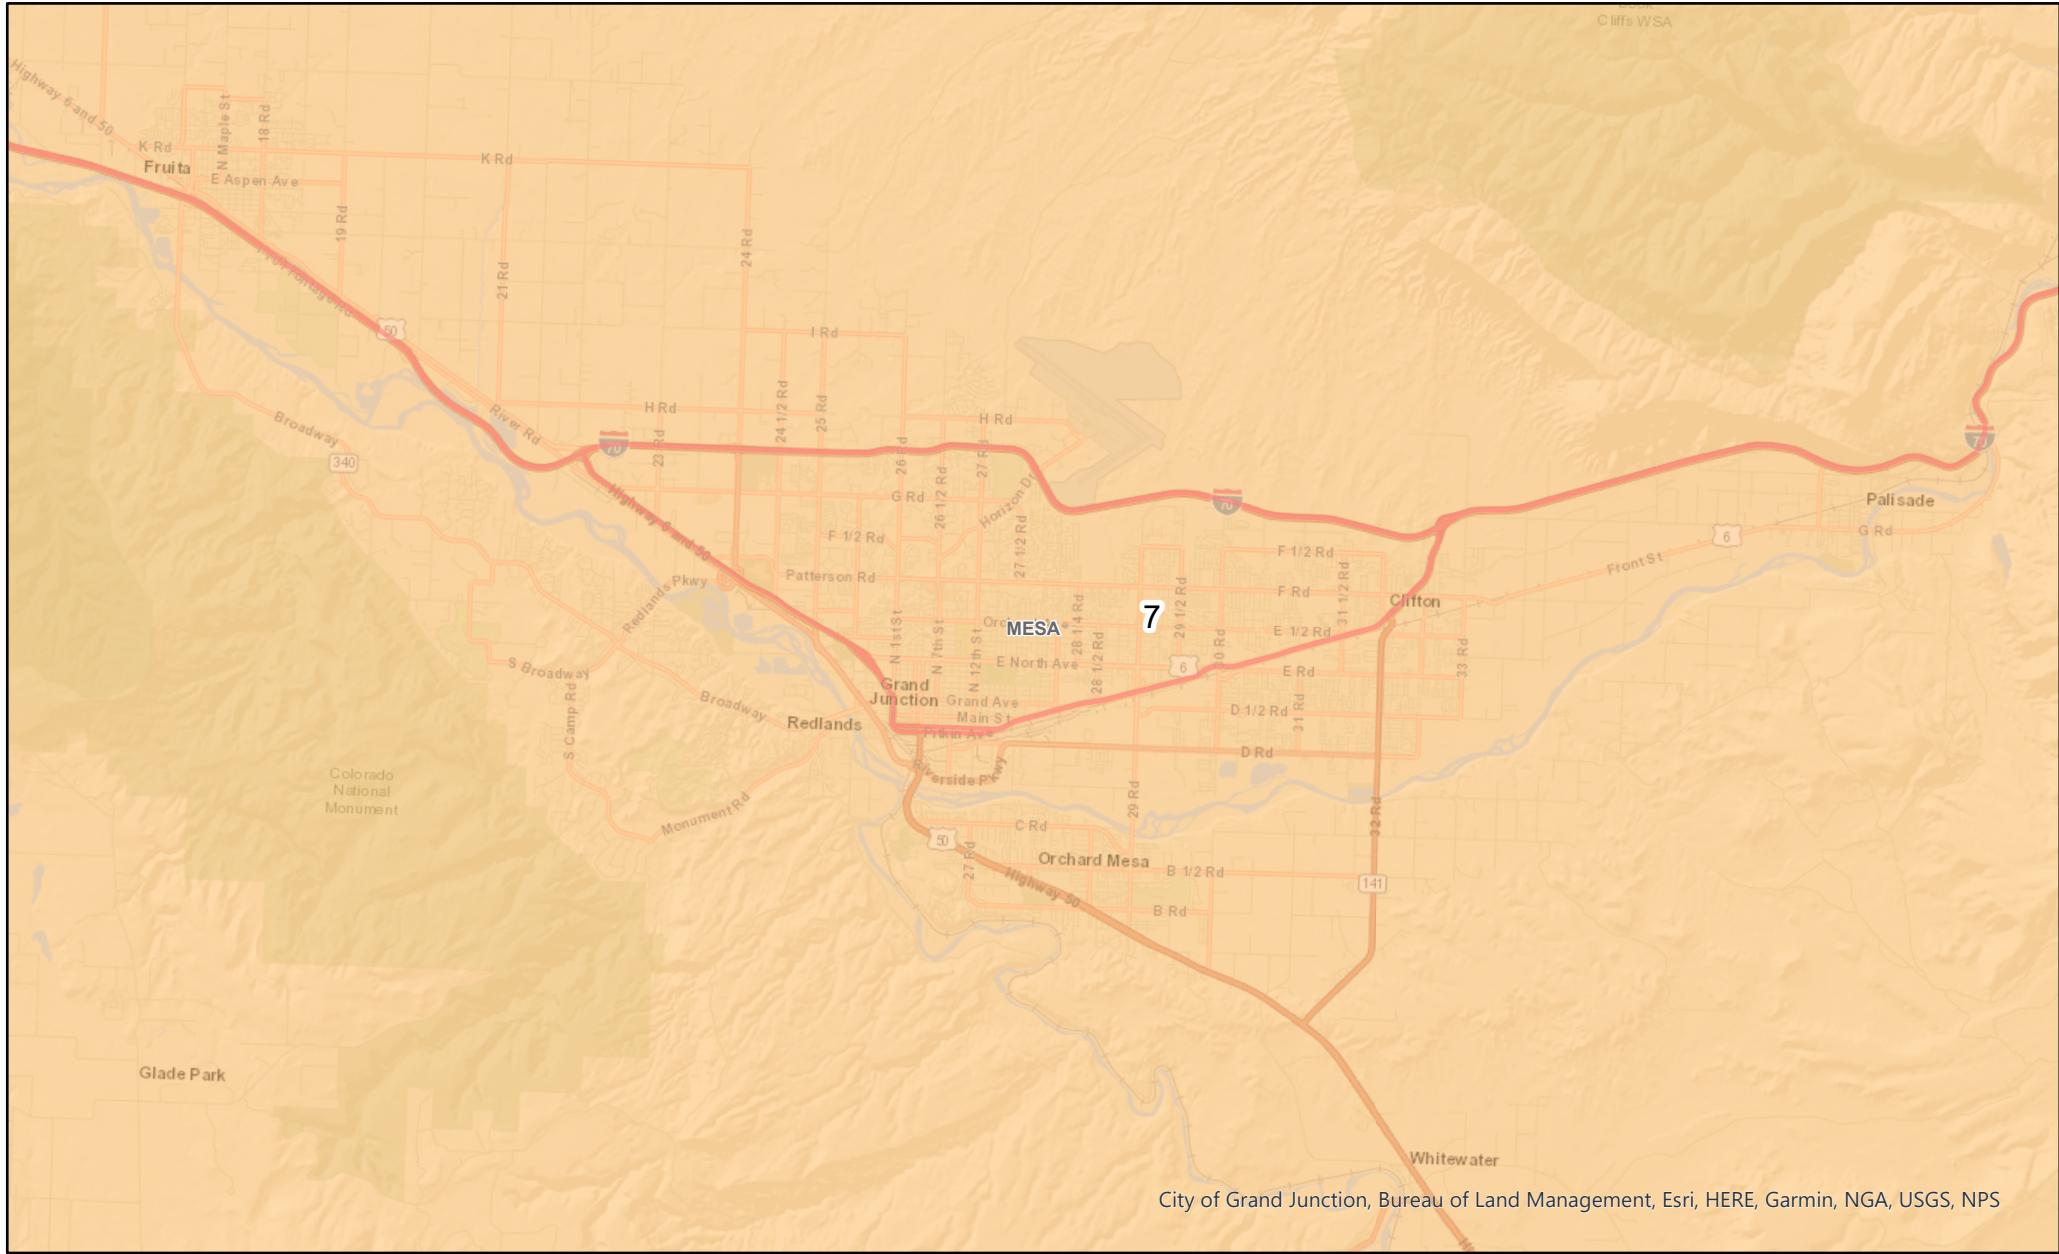 Cliffs WSA
Highway 6 and 50
N Maple St
18 Rd
K Rd
K Rd
Fruita
E Aspen Ave
19 Rd
24 Rd
21 Rd
50
I Rd
24 1/2 Rd
25 Rd
H Rd
H Rd
Broadway
River Rd
340
70
23 Rd
26 Rd
27 Rd
70
26 1/2 Rd
Horizon Dr
G Rd
70
Palisade
Highway 6 and 50
27 1/2 Rd
F 1/2 Rd
F 1/2 Rd
6
G Rd
Front St
Patterson Rd
Redlands Pkwy
29 1/2 Rd
31 1/2 Rd
F Rd
Clifton
N 1st St
N 7th St
N 12th St
MESA
28 1/4 Rd
7
E 1/2 Rd
28 1/2 Rd
30 Rd
33 Rd
E North Ave
6
E Rd
S Broadway
S Camp Rd
Broadway
Grand
Junction
Grand Ave
Main St
Pitkin Ave
D 1/2 Rd
31 Rd
Redlands
D Rd
Riverside Pkwy
29 Rd
32 Rd
Colorado
National
Monument
Monument Rd
C Rd
50
27 Rd
Orchard Mesa
B 1/2 Rd
141
Highway 50
B Rd
Glade Park
Whitewater
City of Grand Junction, Bureau of Land Management, Esri, HERE, Garmin, NGA, USGS, NPS